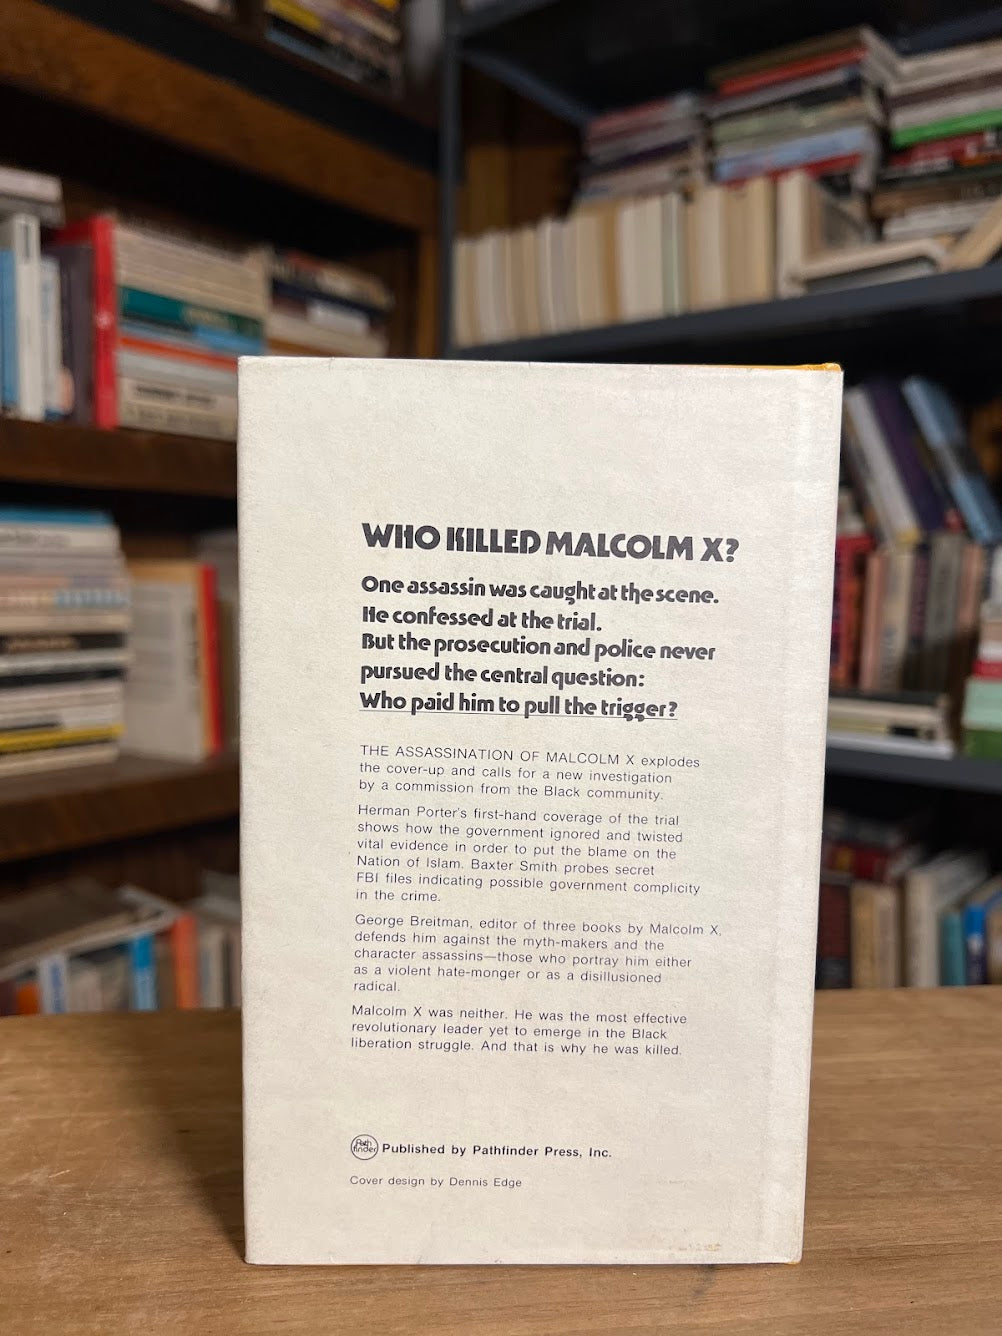 WHO KILLED MALCOLM X?
One assassin was caught at the scene.
He confessed at the trial.
But the prosecution and police never
pursued the central question:
Who paid him to pull the trigger?
THE ASSASSINATION OF MALCOLM X explodes
the cover-up and calls for a new investigation
by a commission from the Black community.
Herman Porter's first-hand coverage of the trial
shows how the government ignored and twisted
vital evidence in order to put the blame on the
Nation of Islam. Baxter Smith probes secret
FBI files indicating possible government complicity
in the crime.
George Breitman, editor of three books by Malcolm X,
defends him against the myth-makers and the
character assassins—those who portray him either
as a violent hate-monger or as a disillusioned
radical.
Malcolm X was neither. He was the most effective
revolutionary leader yet to emerge in the Black
liberation struggle. And that is why he was killed.
Path
finder
Published by Pathfinder Press, Inc.
Cover design by Dennis Edge